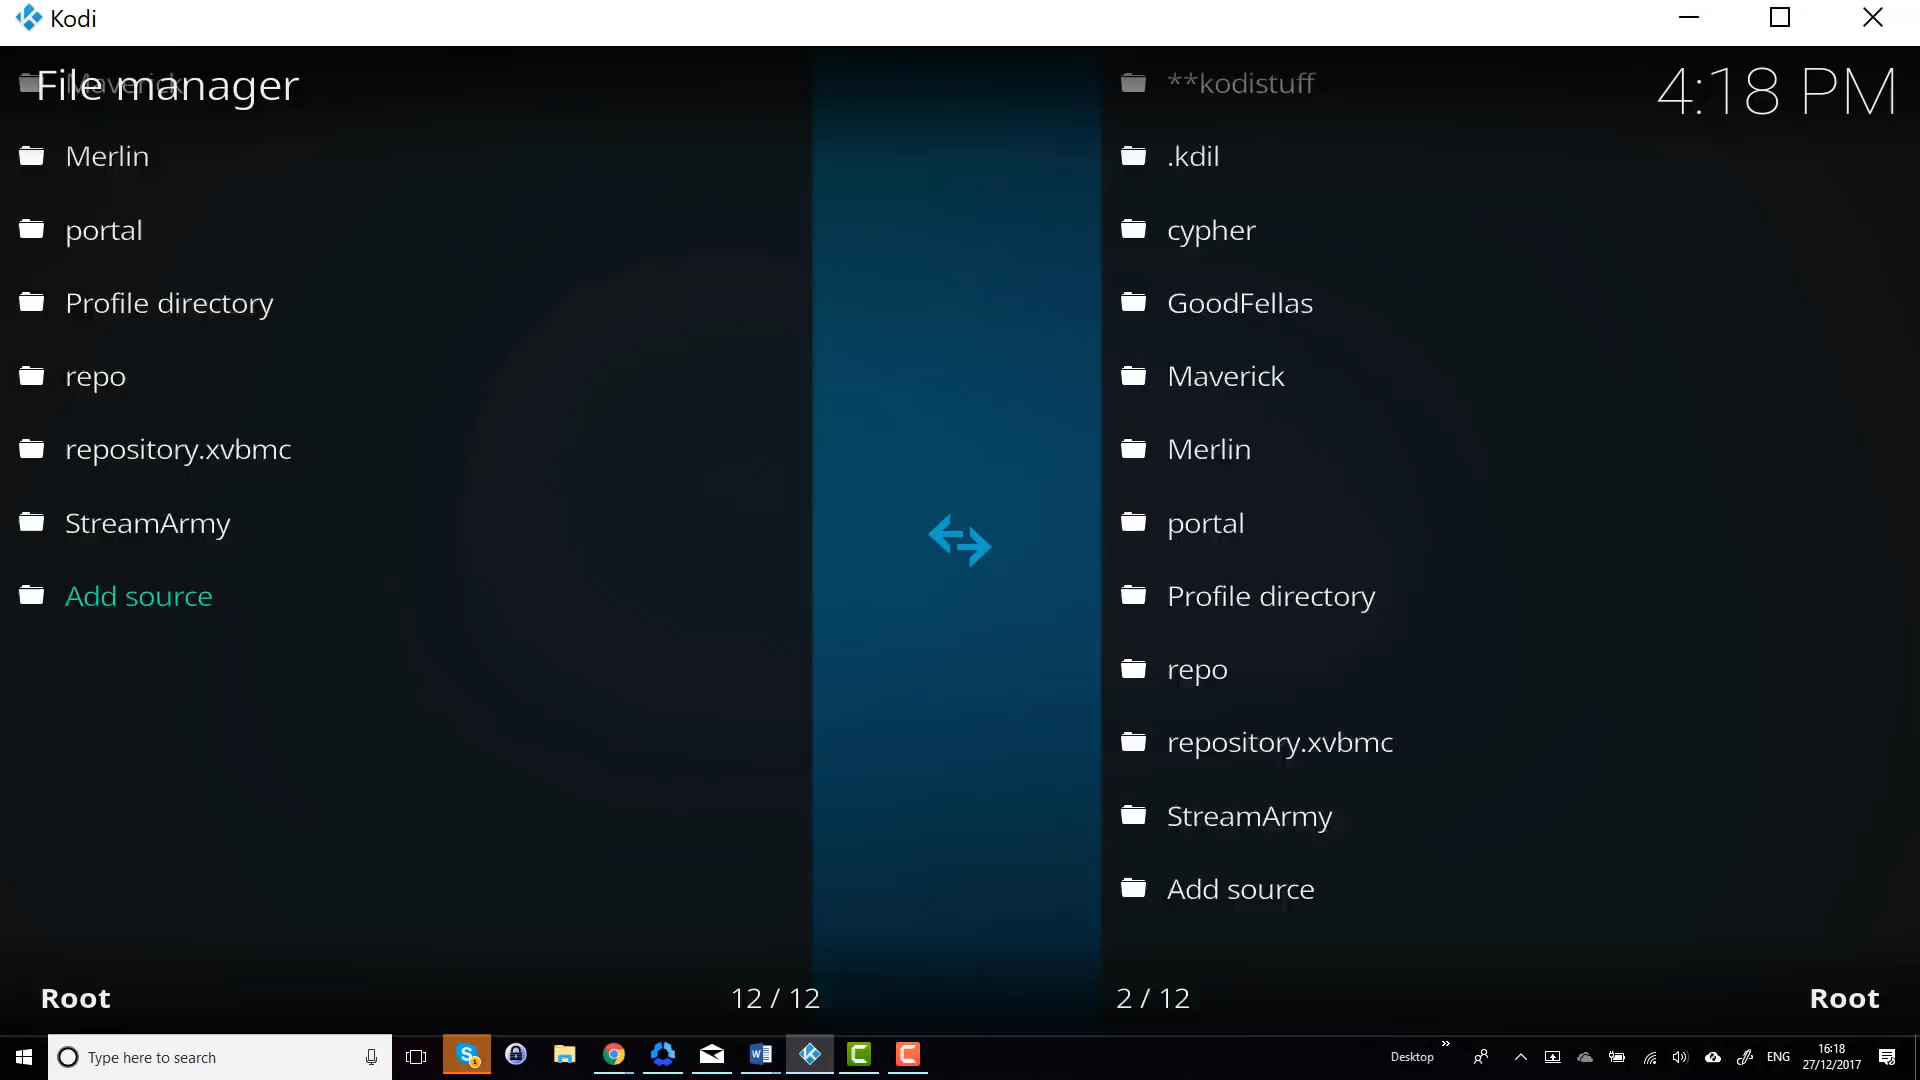 Kodi
File manager
Maverick
Merlin
portal
Profile directory
repo
repository.xvbmc
StreamArmy
Add source
Root
12 / 12
4:18 PM
**kodistuff
.kdil
cypher
GoodFellas
Maverick
Merlin
portal
Profile directory
repo
repository.xvbmc
StreamArmy
Add source
2 / 12
Root
Type here to search
Desktop
ENG
16:18
27/12/2017